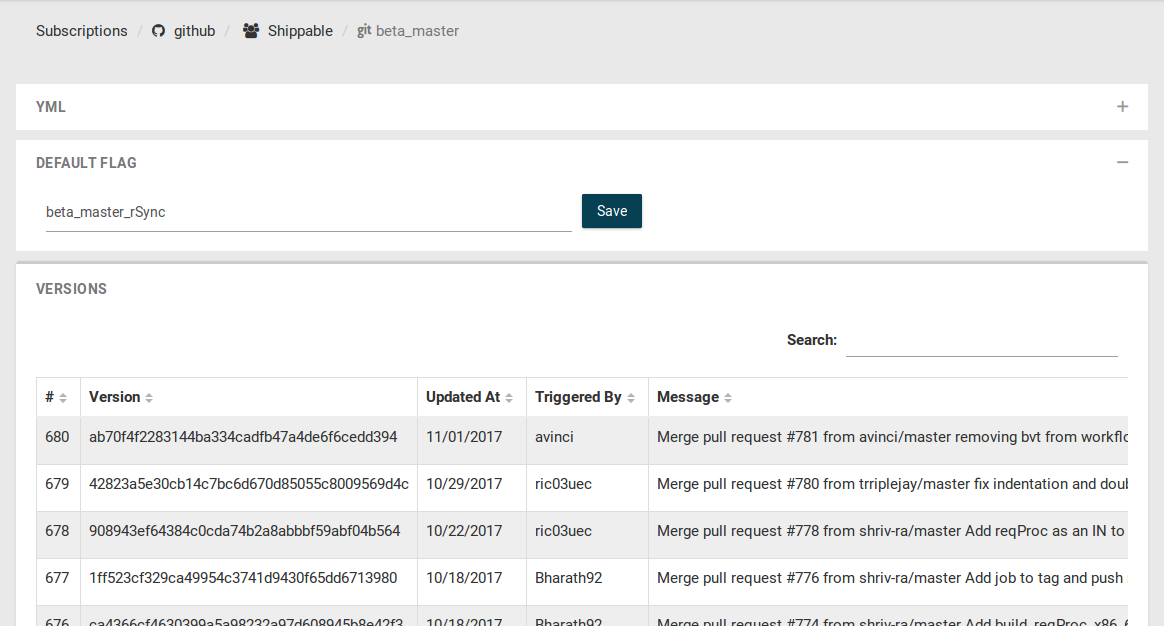 Subscriptions / github / Shippable / git beta_master
YML
DEFAULT FLAG
beta_master_rSync Save
VERSIONS
Search:
# Version Updated At Triggered By Message
680 ab70f4f2283144ba334cadfb47a4de6f6cedd394 11/01/2017 avinci Merge pull request #781 from avinci/master removing bvt from workflo
679 42823a5e30cb14c7bc6d670d85055c8009569d4c 10/29/2017 ric03uec Merge pull request #780 from trriplejay/master fix indentation and doub
678 908943ef64384c0cda74b2a8abbbf59abf04b564 10/22/2017 ric03uec Merge pull request #778 from shriv-ra/master Add reqProc as an IN to
677 1ff523cf329ca49954c3741d9430f65dd6713980 10/18/2017 Bharath92 Merge pull request #776 from shriv-ra/master Add job to tag and push
676 ca4366cf4630399a5a98232a97d608945b8e42f3 10/18/2017 Bharath92 Merge pull request #774 from shriv-ra/master Add build_reqProc_x86_6